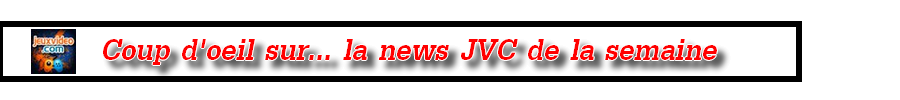 jeuxvideo
.com
Coup d'oeil sur... la news JVC de la semaine